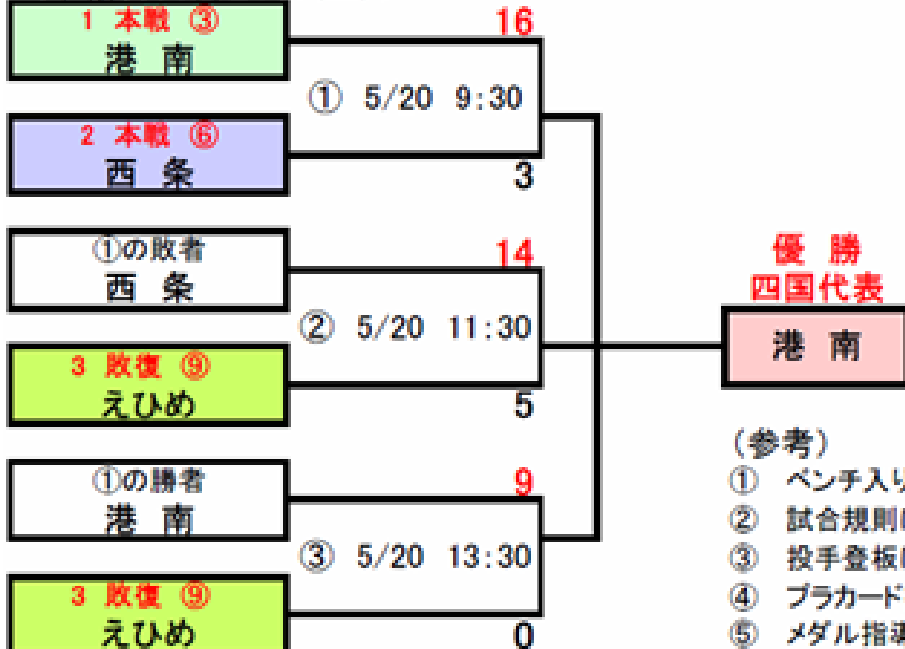 1 本戦 ③
港 南
16
① 5/20 9:30
2 本戦 ⑥
西 条
3
①の敗者
西 条
14
② 5/20 11:30
3 敗復 ⑨
えひめ
5
①の勝者
港 南
9
③ 5/20 13:30
3 敗復 ⑨
えひめ
0
優 勝
四国代表
港 南
(参考)
① ベンチ入り
② 試合規則
③ 投手登板
④ プラカード
⑤ メダル指導